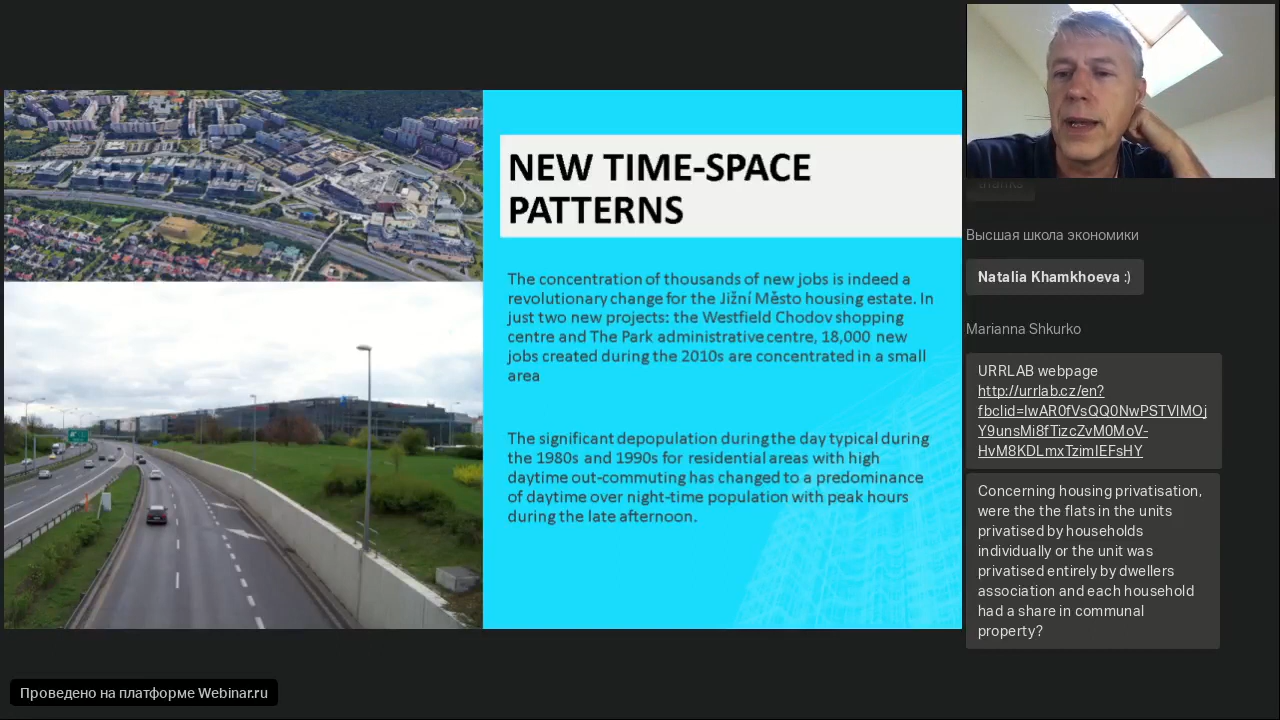 NEW TIME-SPACE
PATTERNS
The concentration of thousands of new jobs is indeed a
revolutionary change for the Jižní Město housing estate. In
just two new projects: the Westfield Chodov shopping
centre and The Park administrative centre, 18,000 new
jobs created during the 2010s are concentrated in a small
area
The significant depopulation during the day typical during
the 1980s and 1990s for residential areas with high
daytime out-commuting has changed to a predominance
of daytime over night-time population with peak hours
during the late afternoon.
thanks
Высшая школа экономики
Natalia Khamkhoeva :)
Marianna Shkurko
URRLAB webpage
http://urrlab.cz/en?
fbclid=IwAR0fVsQQ0NwPSTVlMOj
Y9unsMi8fTizcZvM0MoV-
HvM8KDLmxTzimIEFsHY
Concerning housing privatisation,
were the the flats in the units
privatised by households
individually or the unit was
privatised entirely by dwellers
association and each household
had a share in communal
property?
Проведено на платформе Webinar.ru